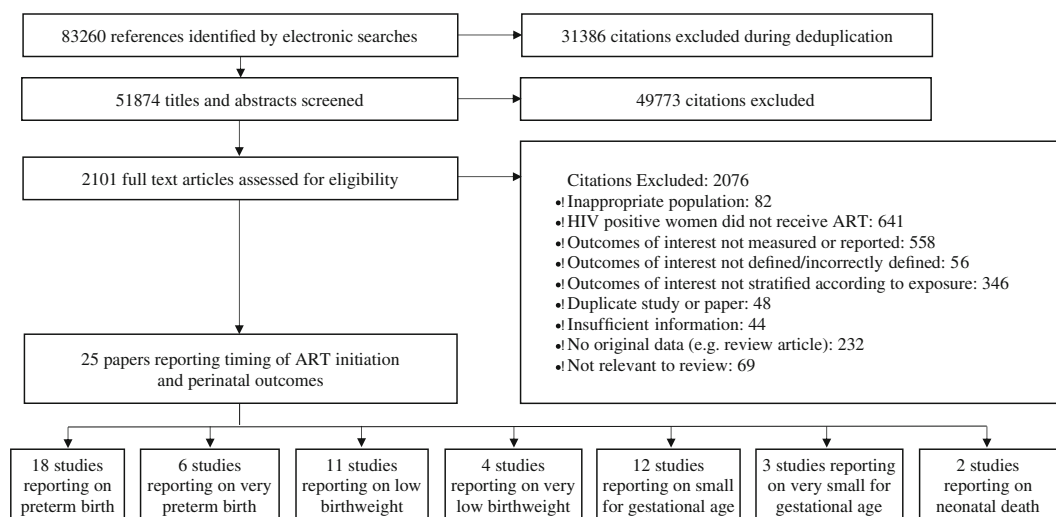 83260 references identified by electronic searches
31386 citations excluded during deduplication
51874 titles and abstracts screened
49773 citations excluded
2101 full text articles assessed for eligibility
Citations Excluded: 2076
•! Inappropriate population: 82
•! HIV positive women did not receive ART: 641
•! Outcomes of interest not measured or reported: 558
•! Outcomes of interest not defined/incorrectly defined: 56
•! Outcomes of interest not stratified according to exposure: 346
•! Duplicate study or paper: 48
•! Insufficient information: 44
•! No original data (e.g. review article): 232
•! Not relevant to review: 69
25 papers reporting timing of ART initiation
and perinatal outcomes
18 studies
reporting on
preterm birth
6 studies
reporting on very
preterm birth
11 studies
reporting on low
birthweight
4 studies
reporting on very
low birthweight
12 studies
reporting on small
for gestational age
3 studies reporting
on very small for
gestational age
2 studies
reporting on
neonatal death